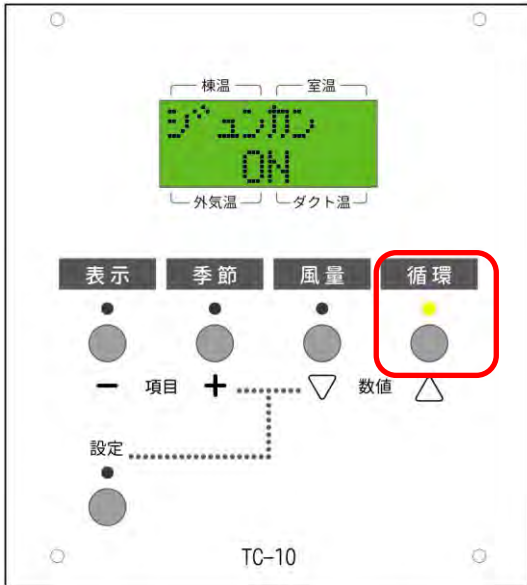 棟温 室温
ジュンカン
ON
外気温 ダクト温
表示 季節 風量 循環
− 項目 + ▽ 数値 △
設定
TC-10